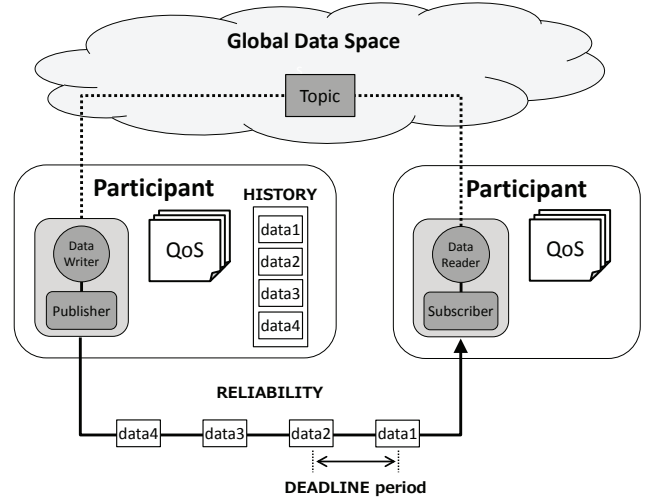 Global Data Space
Topic
Participant
HISTORY
data1
data2
data3
data4
Data
Writer
Publisher
QoS
Participant
Data
Reader
Subscriber
QoS
RELIABILITY
data4
data3
data2
data1
DEADLINE period